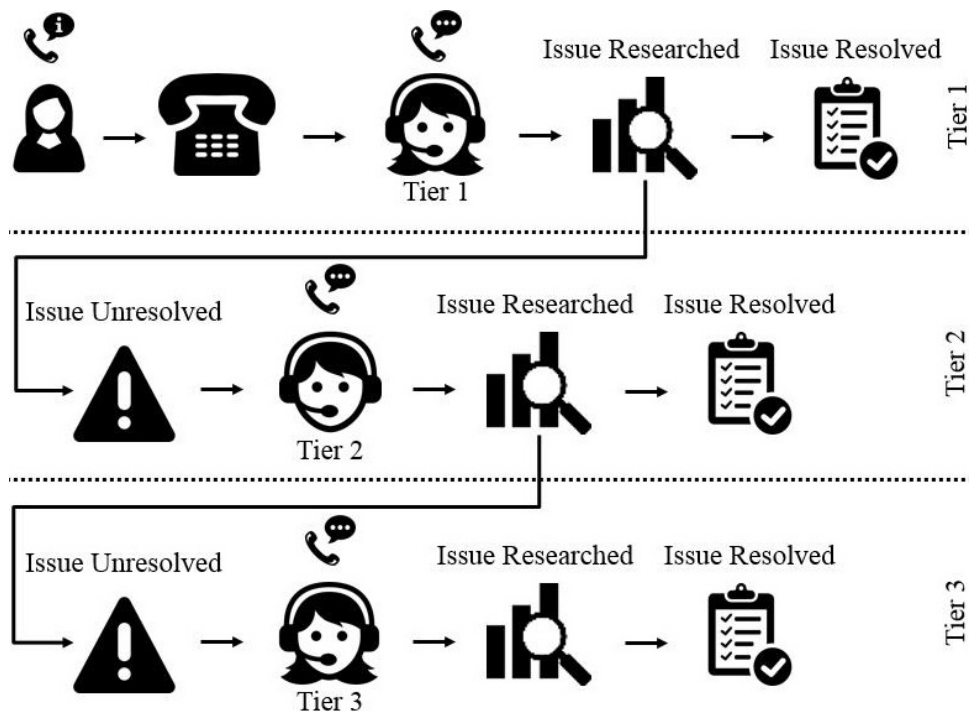 Issue Researched
Issue Resolved
Tier 1
Tier 1
Issue Unresolved
Issue Researched
Issue Resolved
Tier 2
Tier 2
Issue Unresolved
Issue Researched
Issue Resolved
Tier 3
Tier 3